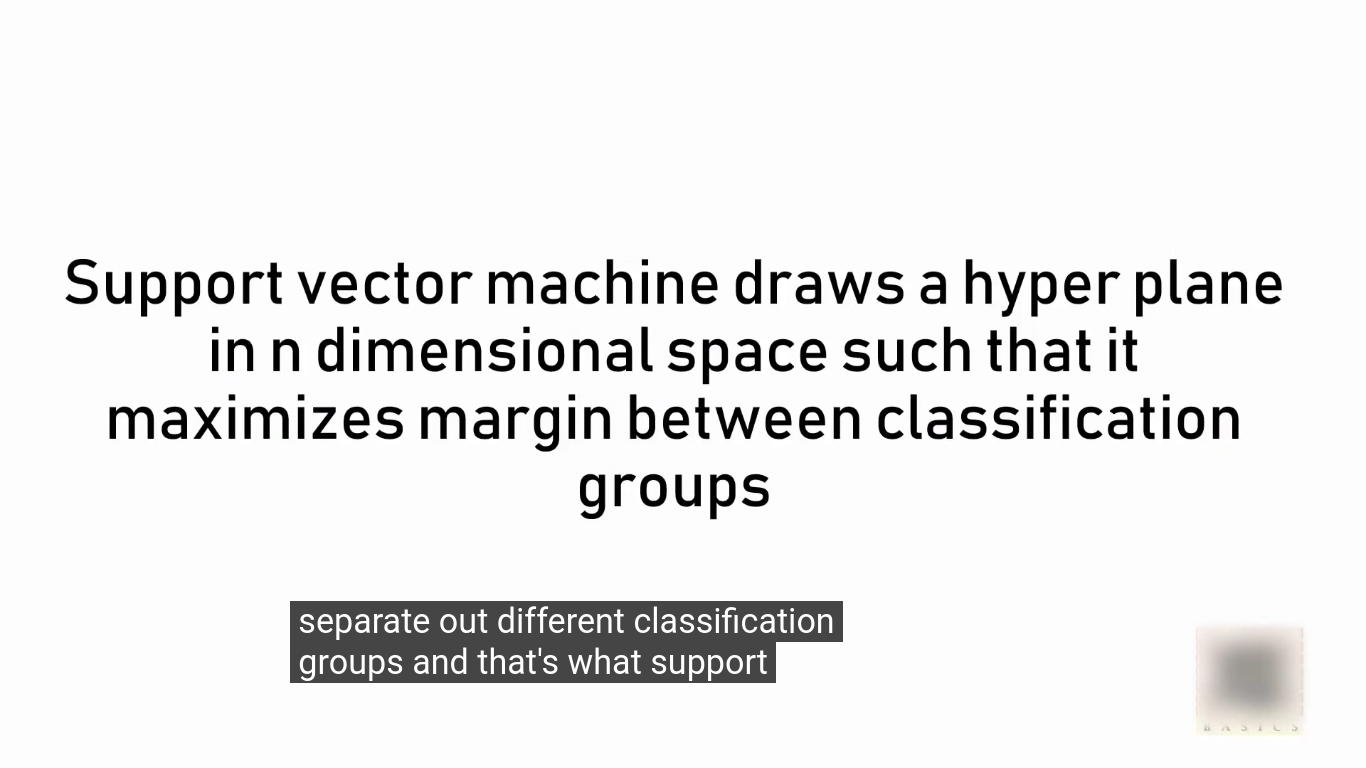 Support vector machine draws a hyper plane
in n dimensional space such that it
maximizes margin between classification
groups
separate out different classification
groups and that's what support
BASICS